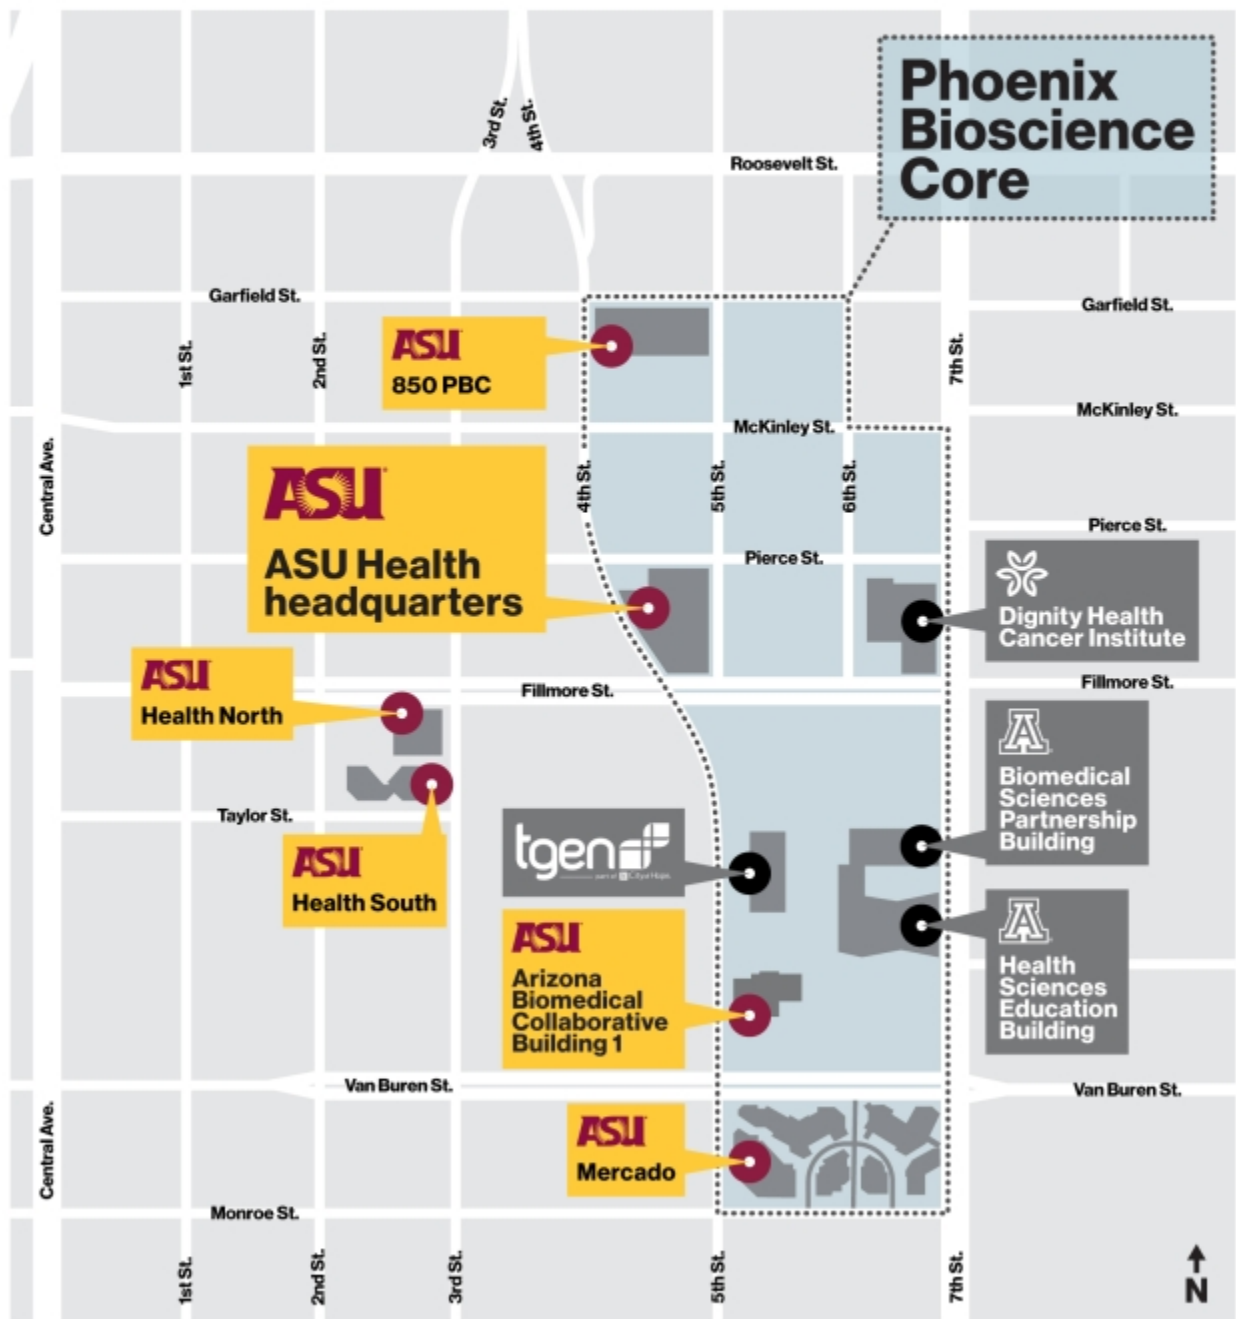 Phoenix
Bioscience
Core
3rd St.
4th St.
Roosevelt St.
Garfield St.
Garfield St.
ASU
850 PBC
1st St.
2nd St.
7th St.
McKinley St.
McKinley St.
Central Ave.
ASU
ASU Health
headquarters
4th St.
5th St.
6th St.
Pierce St.
Pierce St.
Dignity Health
Cancer Institute
ASU
Health North
Fillmore St.
Fillmore St.
A
Biomedical
Sciences
Partnership
Building
Taylor St.
tgen
part of City of Hope
ASU
Health South
A
Health
Sciences
Education
Building
ASU
Arizona
Biomedical
Collaborative
Building 1
Van Buren St.
Van Buren St.
Central Ave.
ASU
Mercado
Monroe St.
1st St.
2nd St.
3rd St.
5th St.
7th St.
N